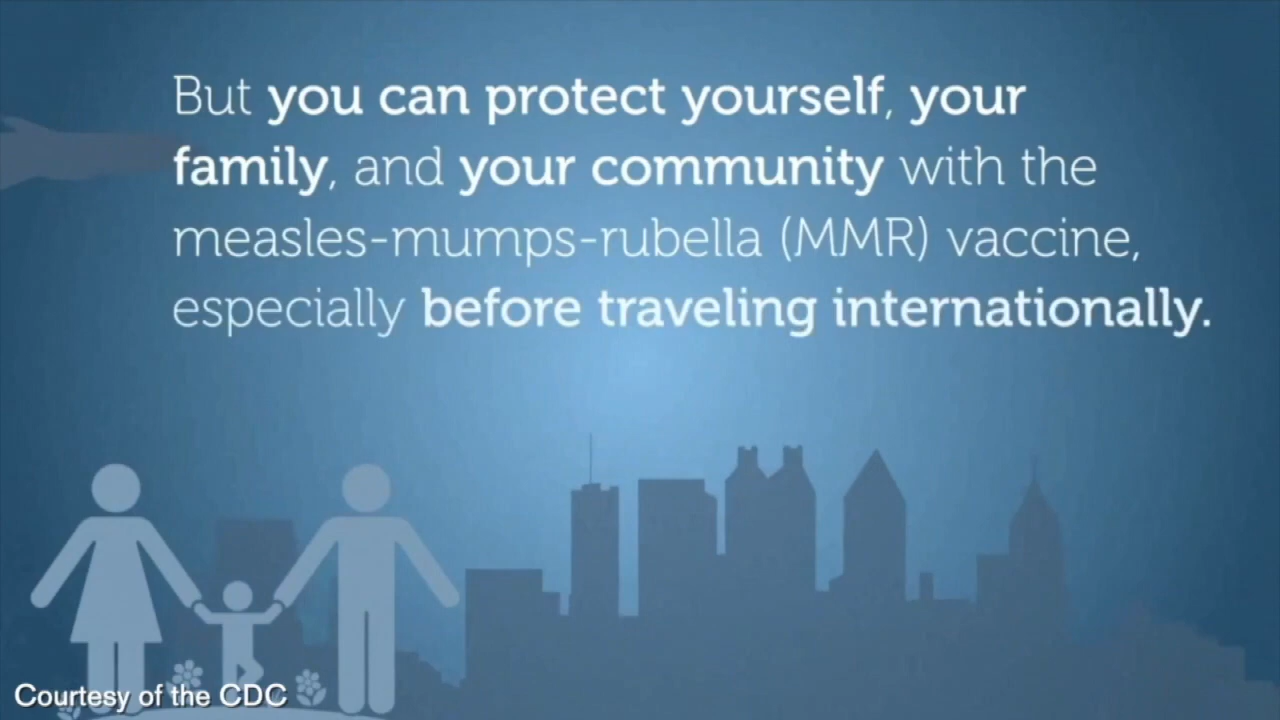 But you can protect yourself, your
family, and your community with the
measles-mumps-rubella (MMR) vaccine,
especially before traveling internationally.
Courtesy of the CDC